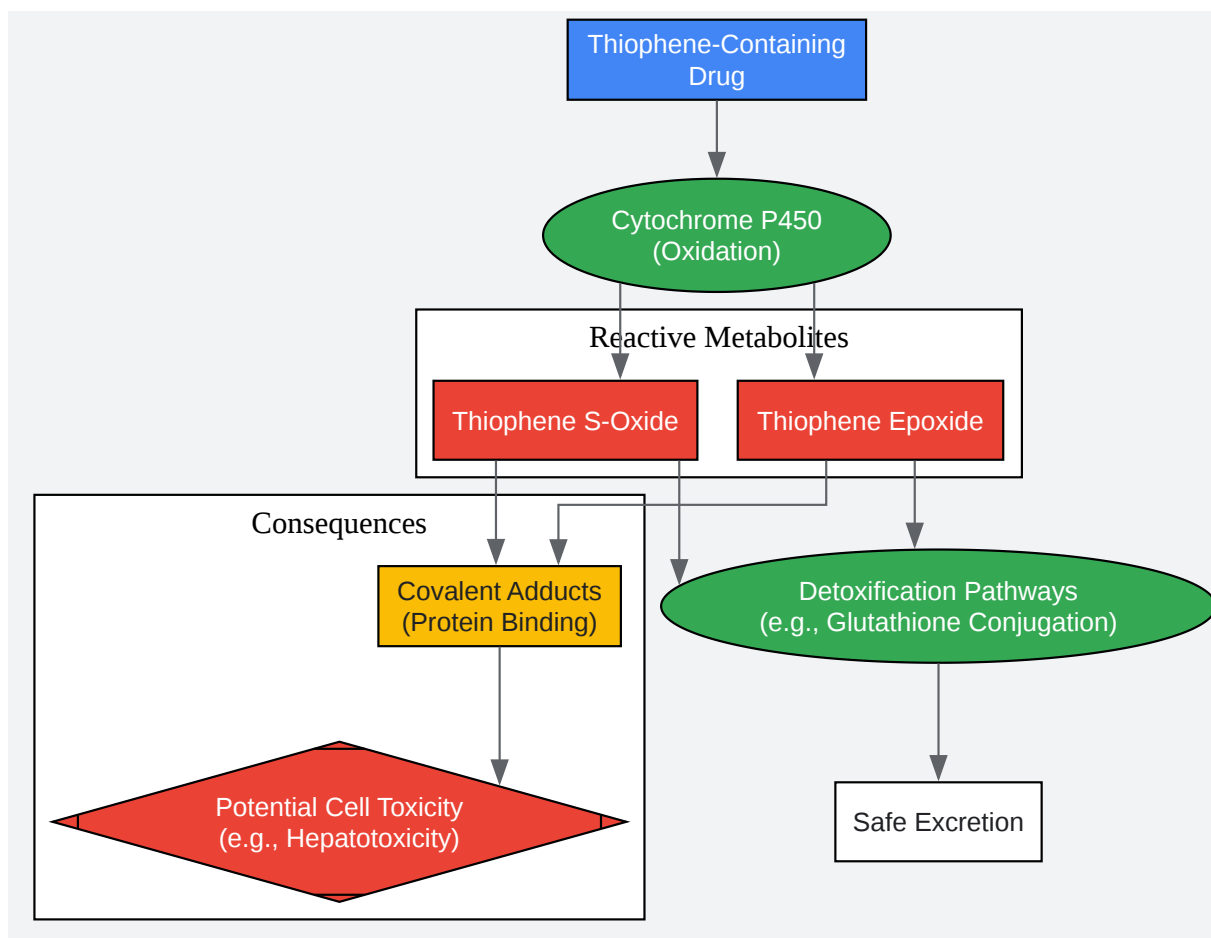 Thiophene-Containing
Drug
Cytochrome P450
(Oxidation)
Reactive Metabolites
Thiophene S-Oxide
Thiophene Epoxide
Consequences
Covalent Adducts
(Protein Binding)
Detoxification Pathways
(e.g., Glutathione Conjugation)
Potential Cell Toxicity
(e.g., Hepatotoxicity)
Safe Excretion